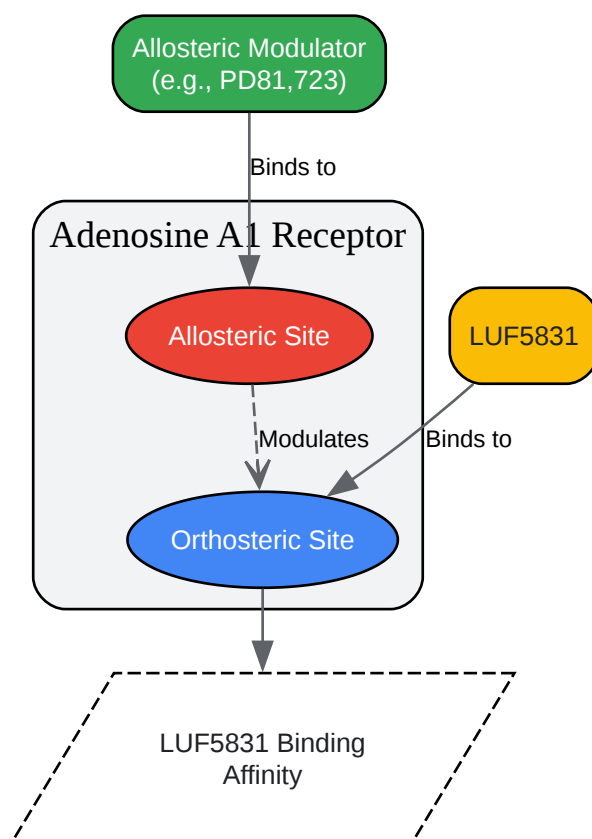 Allosteric Modulator
(e.g., PD81,723)
Binds to
Adenosine A1 Receptor
Allosteric Site
LUF5831
Modulates
Binds to
Orthosteric Site
LUF5831 Binding
Affinity